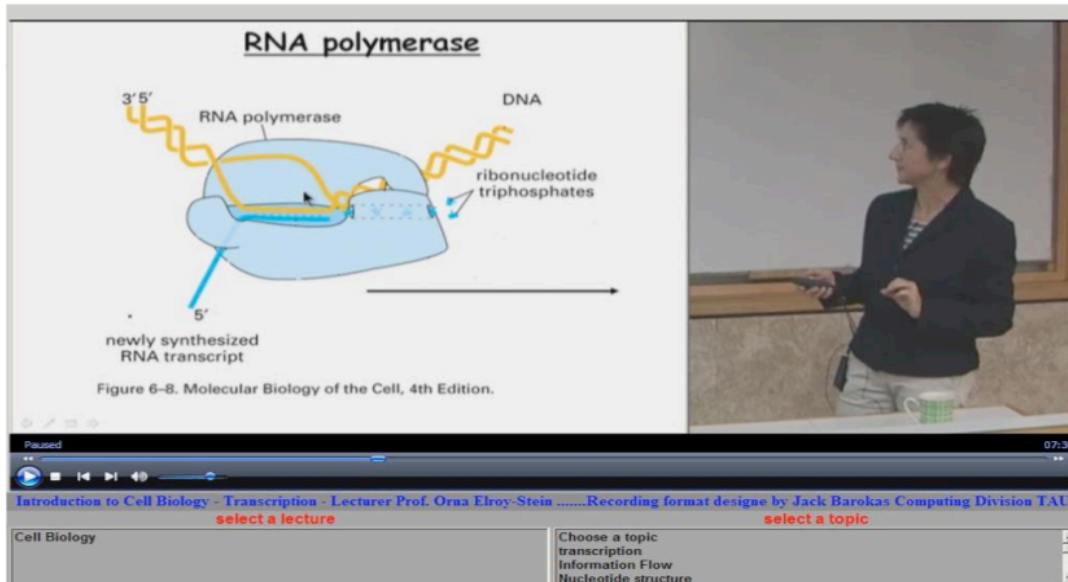 RNA polymerase
3'5'
DNA
RNA polymerase
ribonucleotide
triphosphates
5'
newly synthesized
RNA transcript
Figure 6–8. Molecular Biology of the Cell, 4th Edition.
Paused
07:3
Introduction to Cell Biology - Transcription - Lecturer Prof. Orna Elroy-Stein .......Recording format designe by Jack Barokas Computing Division TAU
select a lecture
select a topic
Cell Biology
Choose a topic
transcription
Information Flow
Nucleotide structure